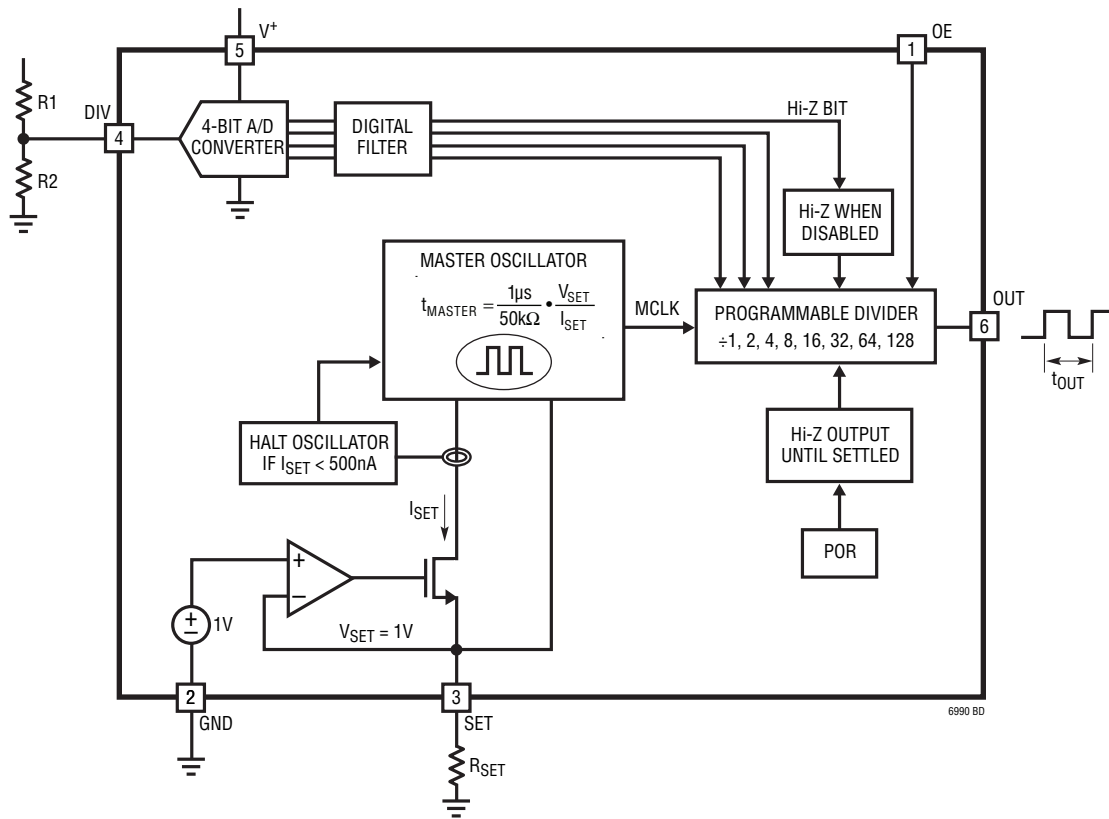 V+
5
OE
1
R1
R2
DIV
4
4-BIT A/D
CONVERTER
DIGITAL
FILTER
Hi-Z BIT
Hi-Z WHEN
DISABLED
MASTER OSCILLATOR
tMASTER = 1µs/50kΩ • VSET/ISET
MCLK
PROGRAMMABLE DIVIDER
÷1, 2, 4, 8, 16, 32, 64, 128
OUT
6
tOUT
HALT OSCILLATOR
IF ISET < 500nA
Hi-Z OUTPUT
UNTIL SETTLED
ISET
POR
+
–
+
–
1V
VSET = 1V
2
GND
3
SET
6990 BD
RSET